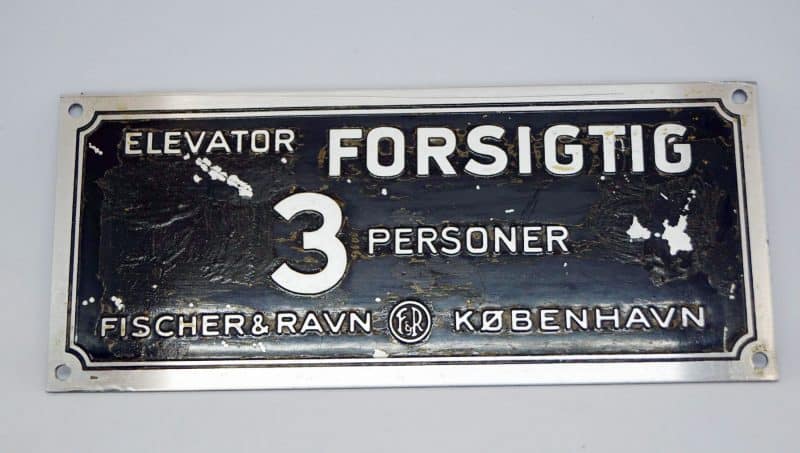 ELEVATOR FORSIGTIG
3 PERSONER
FISCHER & RAVN F&R KØBENHAVN